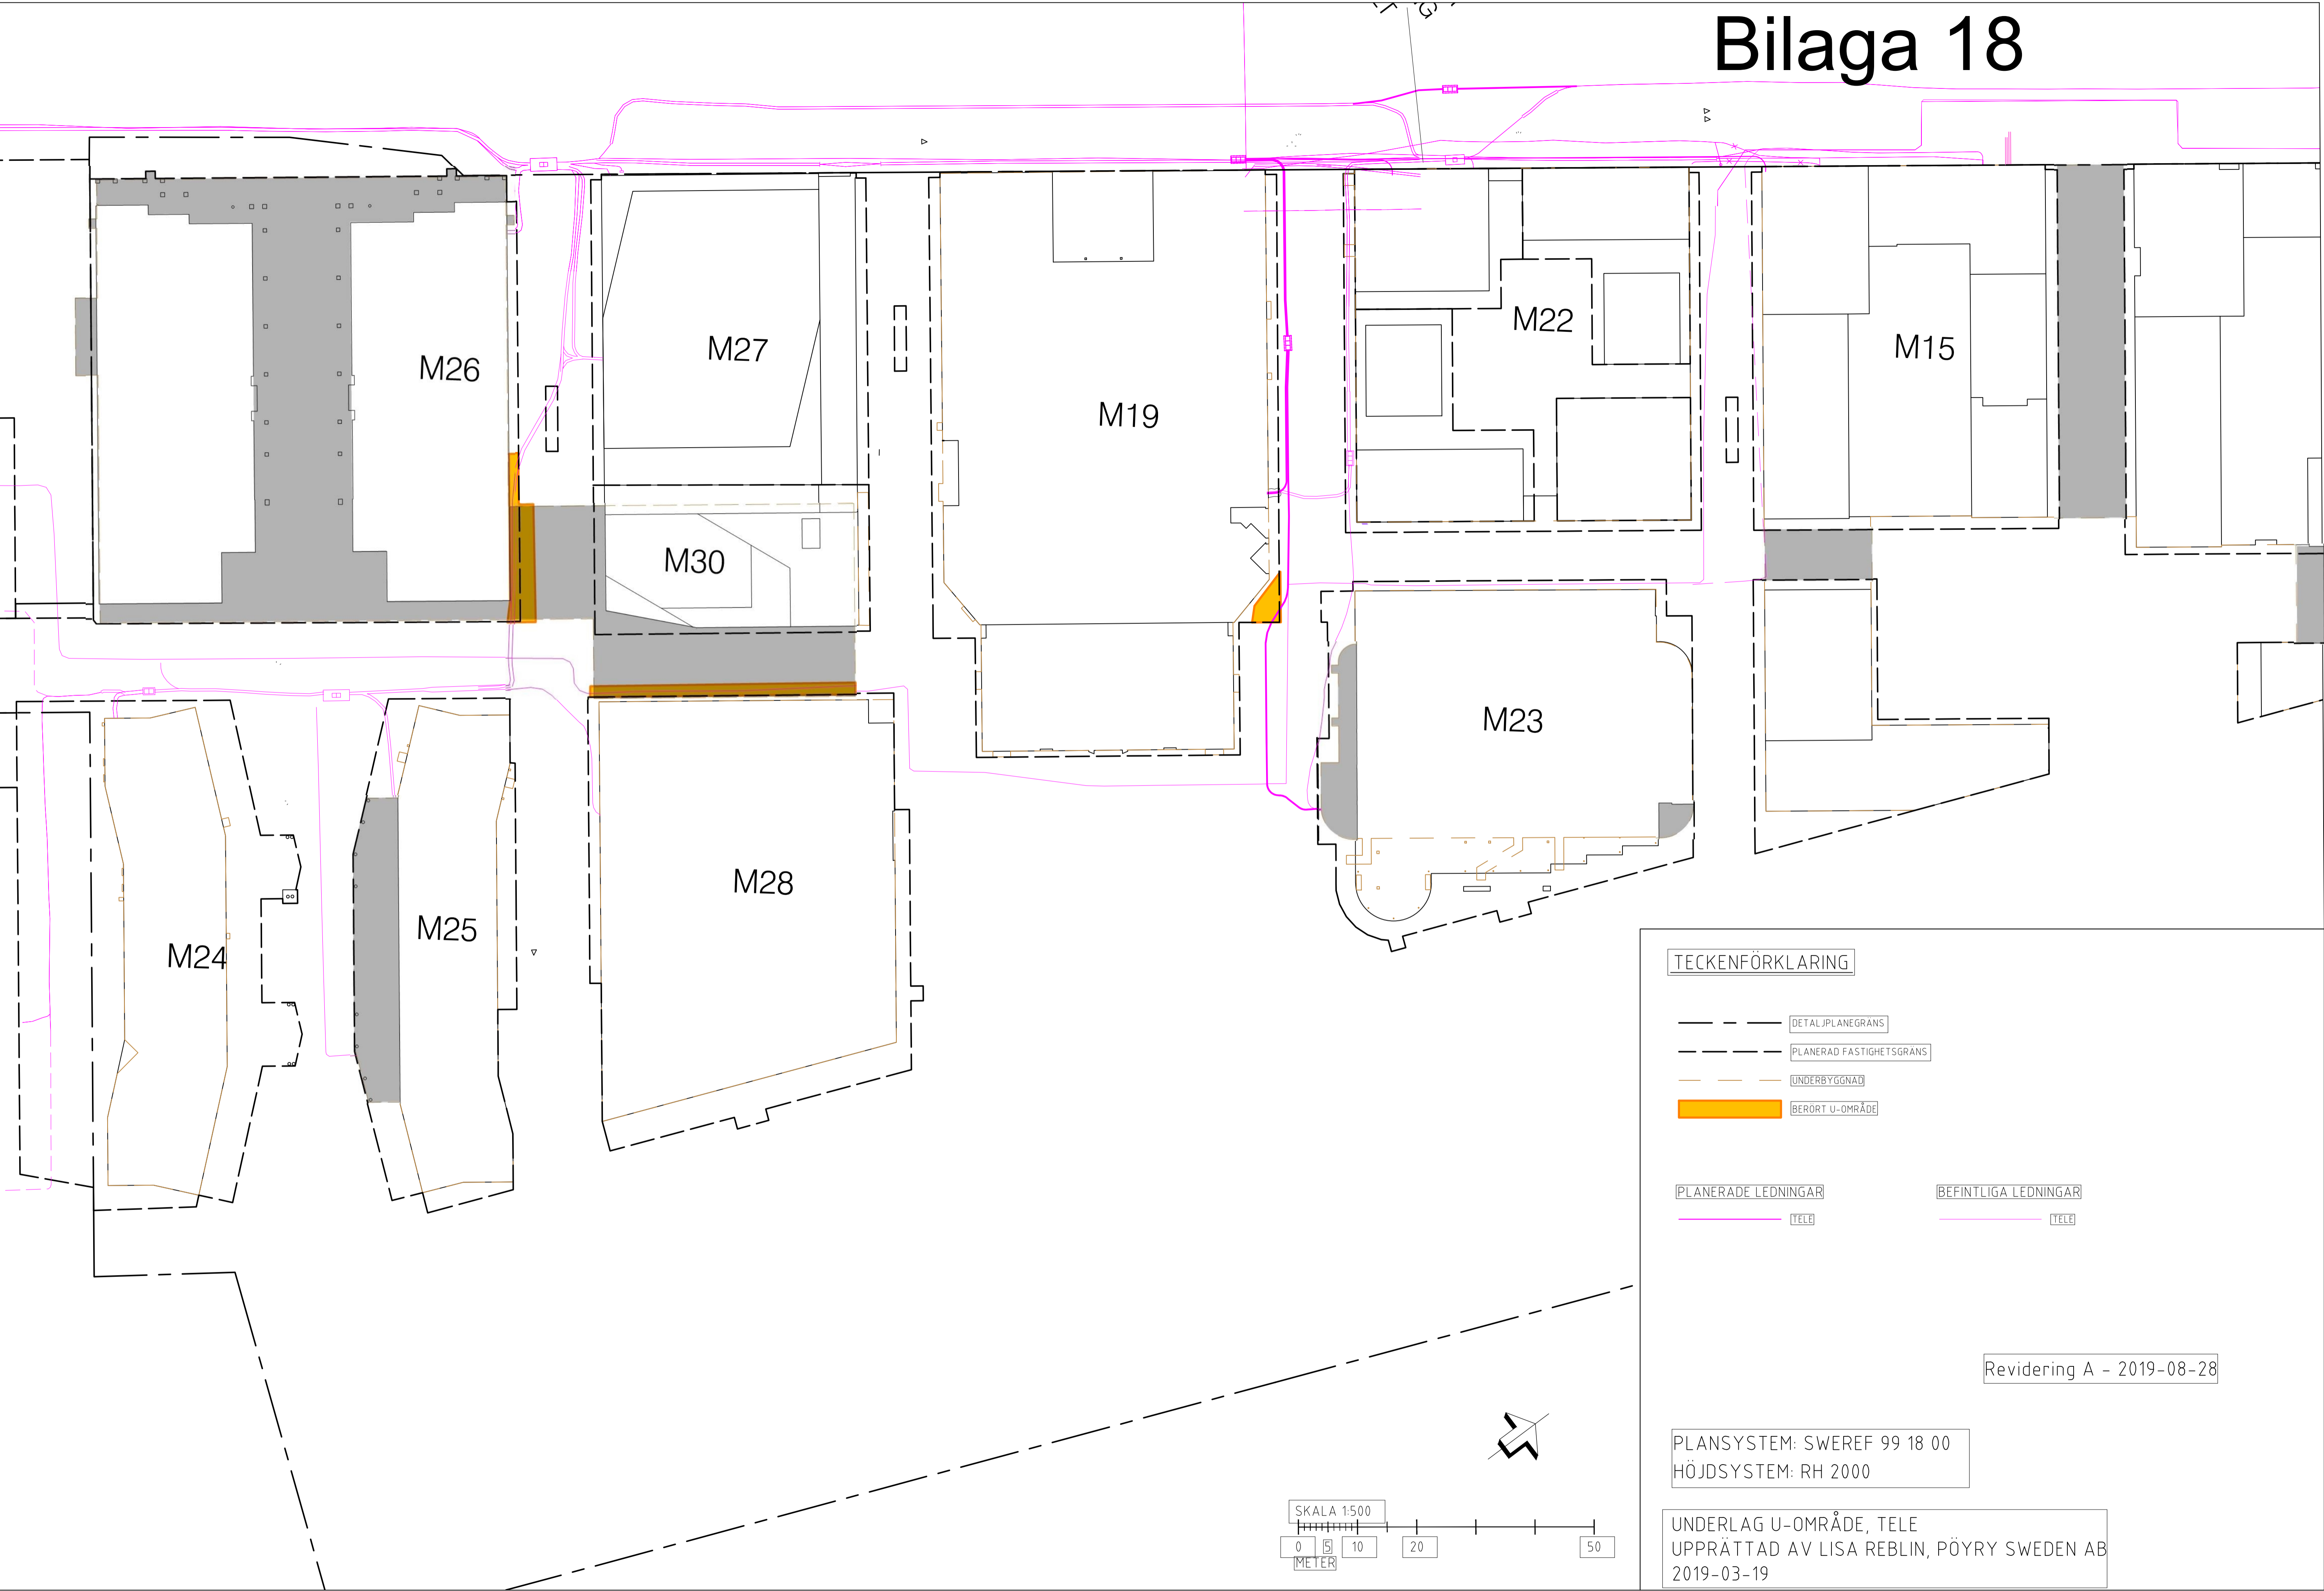 Bilaga 18
M26
M27
M19
M22
M15
M30
M23
M28
M24
M25
TECKENFÖRKLARING
DETALJPLANEGRÄNS
PLANERAD FASTIGHETSGRÄNS
UNDERBYGGNAD
BERÖRT U-OMRÅDE
PLANERADE LEDNINGAR
BEFINTLIGA LEDNINGAR
TELE
TELE
Revidering A - 2019-08-28
PLANSYSTEM: SWEREF 99 18 00
HÖJDSYSTEM: RH 2000
SKALA 1:500
0 5 10 20 50
METER
UNDERLAG U-OMRÅDE, TELE
UPPRÄTTAD AV LISA REBLIN, PÖYRY SWEDEN AB
2019-03-19